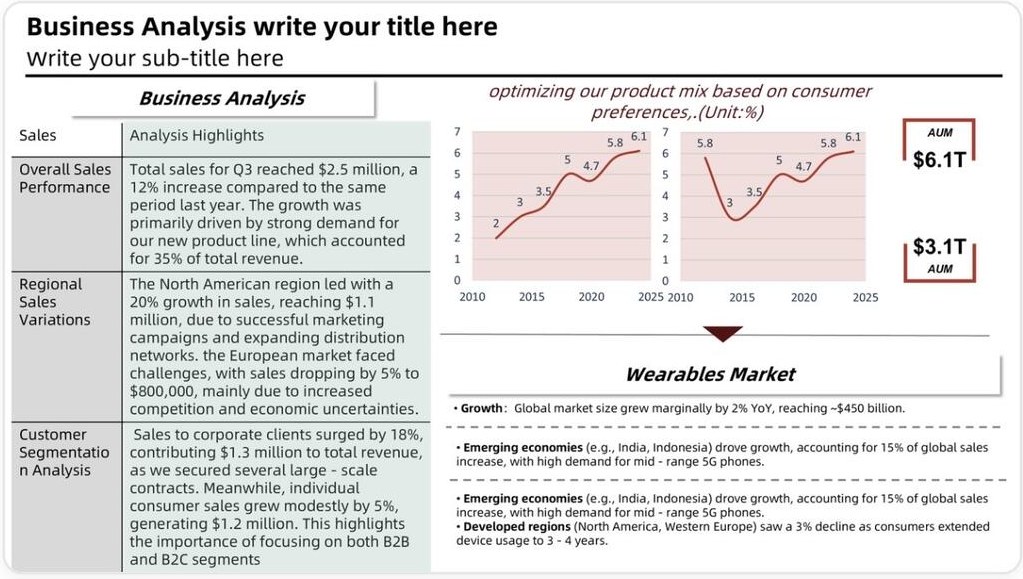 Business Analysis write your title here
Write your sub-title here
Business Analysis
Sales
Analysis Highlights
Overall Sales
Performance
Total sales for Q3 reached $2.5 million, a
12% increase compared to the same
period last year. The growth was
primarily driven by strong demand for
our new product line, which accounted
for 35% of total revenue.
Regional
Sales
Variations
The North American region led with a
20% growth in sales, reaching $1.1
million, due to successful marketing
campaigns and expanding distribution
networks. the European market faced
challenges, with sales dropping by 5% to
$800,000, mainly due to increased
competition and economic uncertainties.
Customer
Segmentatio
n Analysis
Sales to corporate clients surged by 18%,
contributing $1.3 million to total revenue,
as we secured several large - scale
contracts. Meanwhile, individual
consumer sales grew modestly by 5%,
generating $1.2 million. This highlights
the importance of focusing on both B2B
and B2C segments
optimizing our product mix based on consumer
preferences,.(Unit:%)
7
6
5
4
3
2
1
0
2
3
3.5
5
4.7
5.8
6.1
2010
2015
2020
2025
7
6
5
4
3
2
1
0
5.8
3
3.5
5
4.7
5.8
6.1
2010
2015
2020
2025
AUM
$6.1T
$3.1T
AUM
Wearables Market
• Growth: Global market size grew marginally by 2% YoY, reaching ~$450 billion.
• Emerging economies (e.g., India, Indonesia) drove growth, accounting for 15% of global sales
increase, with high demand for mid - range 5G phones.
• Emerging economies (e.g., India, Indonesia) drove growth, accounting for 15% of global sales
increase, with high demand for mid - range 5G phones.
• Developed regions (North America, Western Europe) saw a 3% decline as consumers extended
device usage to 3 - 4 years.